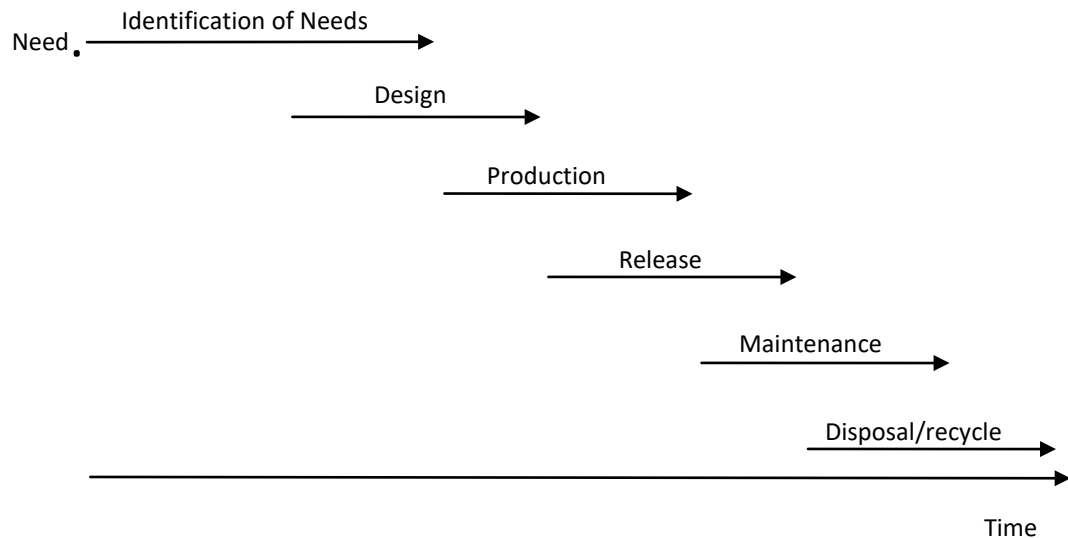 Identification of Needs
Need
Design
Production
Release
Maintenance
Disposal/recycle
Time